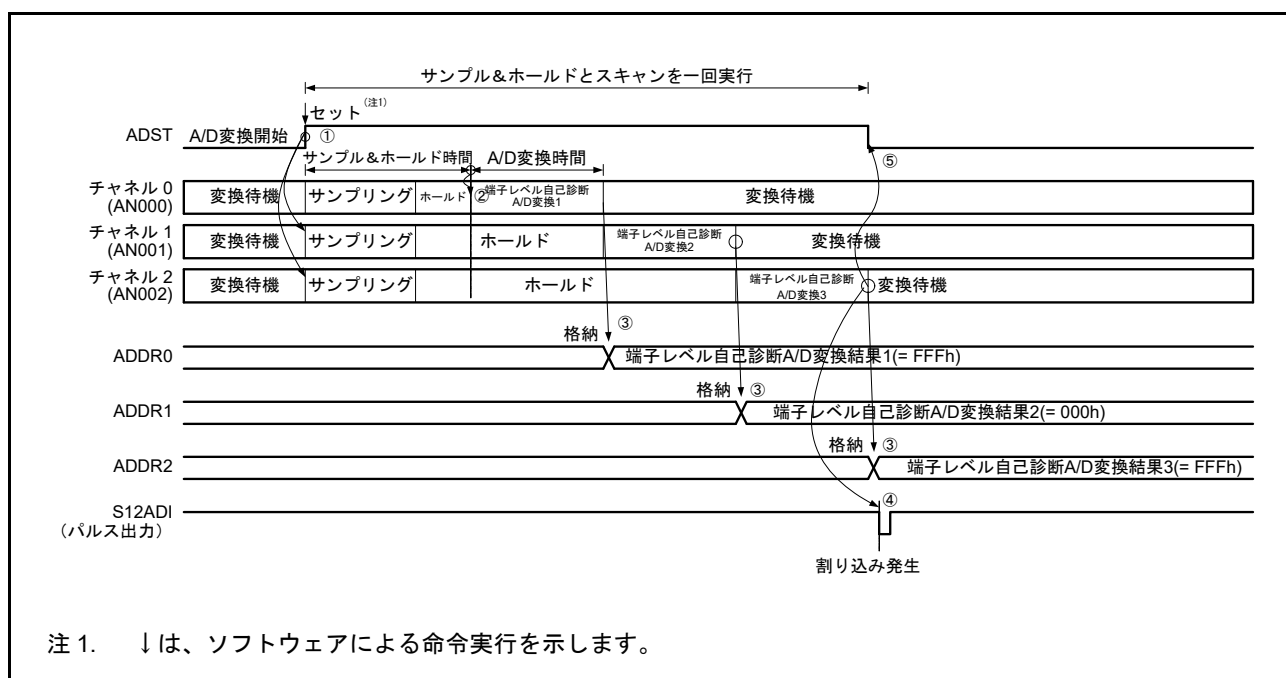 サンプル＆ホールドとスキャンを一回実行
セット(注1)
ADST A/D変換開始 ① ⑤
サンプル＆ホールド時間 A/D変換時間
チャネル 0 (AN000) 変換待機 サンプリング ホールド ② 端子レベル自己診断 A/D変換1 変換待機
チャネル 1 (AN001) 変換待機 サンプリング ホールド 端子レベル自己診断 A/D変換2 変換待機
チャネル 2 (AN002) 変換待機 サンプリング ホールド 端子レベル自己診断 A/D変換3 変換待機
格納 ③
ADDR0 端子レベル自己診断A/D変換結果1(= FFFh)
格納 ③
ADDR1 端子レベル自己診断A/D変換結果2(= 000h)
格納 ③
ADDR2 端子レベル自己診断A/D変換結果3(= FFFh)
S12ADI ④
（パルス出力）
割り込み発生
注 1. ↓は、ソフトウェアによる命令実行を示します。